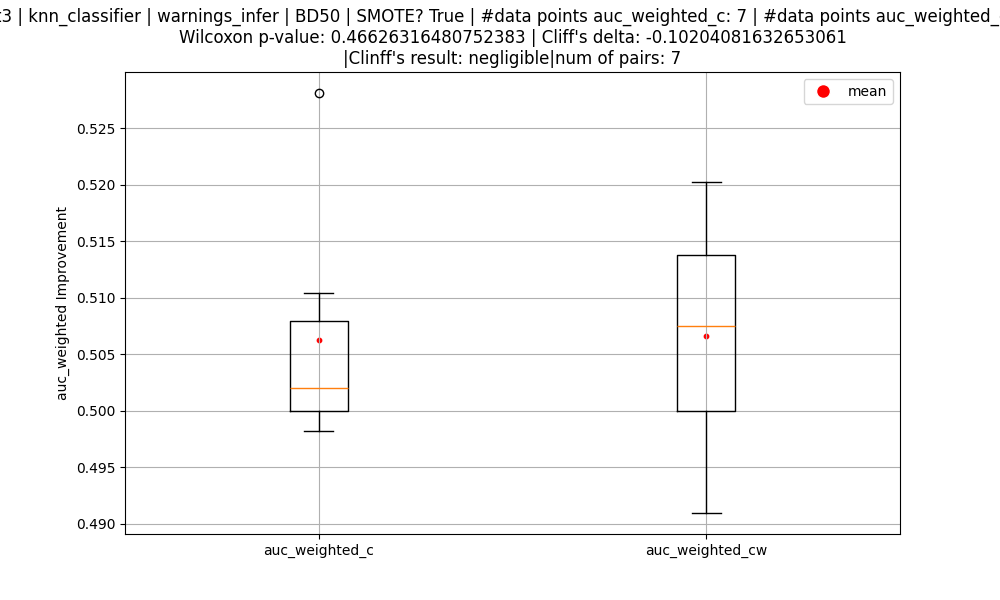 :3 | knn_classifier | warnings_infer | BD50 | SMOTE? True | #data points auc_weighted_c: 7 | #data points auc_weighted_
Wilcoxon p-value: 0.46626316480752383 | Cliff's delta: -0.10204081632653061
|Clinff's result: negligible|num of pairs: 7
mean
0.525
0.520
0.515
0.510
0.505
0.500
0.495
0.490
auc_weighted Improvement
auc_weighted_c
auc_weighted_cw